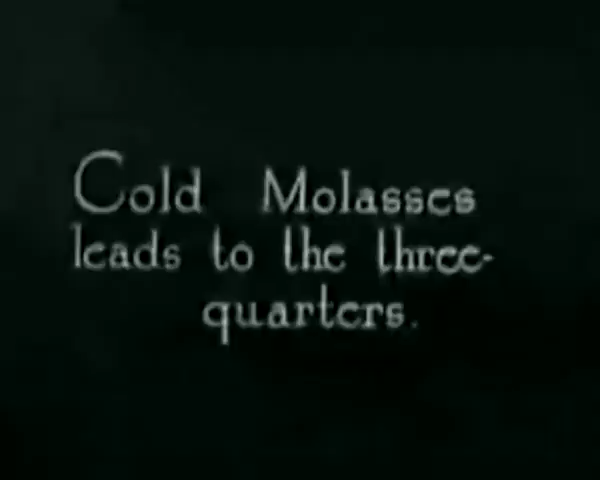 Cold Molasses
leads to the three-
quarters.